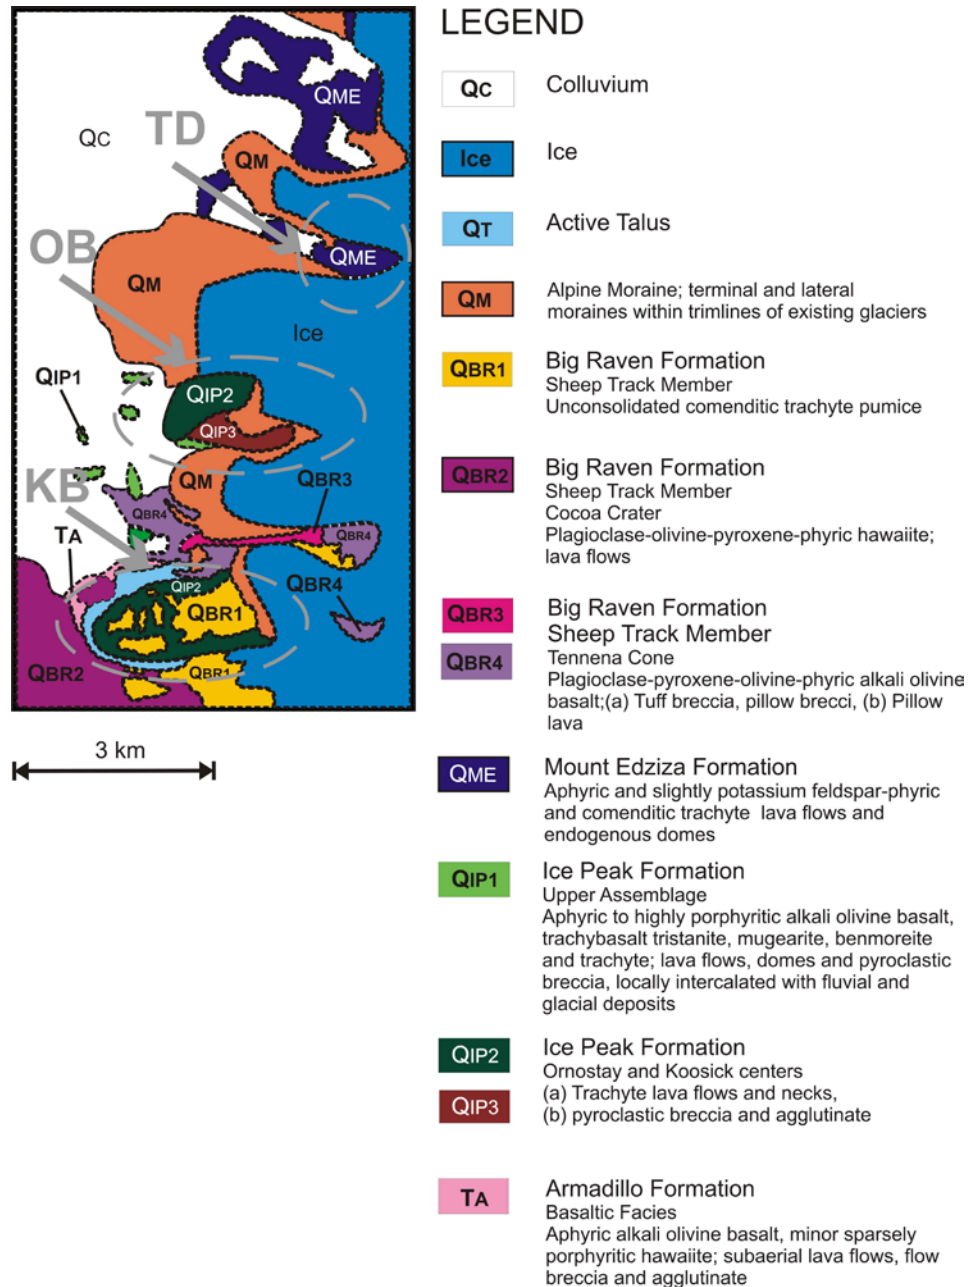 LEGEND
QME
TD
QC
QM
OB
QME
QM
Ice
QIP1
QIP2
QIP3
KB
QM
QBR3
QBR4
TA
QBR4
QIP2
QBR4
QBR1
QBR2
QBR1
3 km
QC Colluvium
Ice Ice
QT Active Talus
QM Alpine Moraine; terminal and lateral
moraines within trimlines of existing glaciers
QBR1 Big Raven Formation
Sheep Track Member
Unconsolidated comenditic trachyte pumice
QBR2 Big Raven Formation
Sheep Track Member
Cocoa Crater
Plagioclase-olivine-pyroxene-phyric hawaiite;
lava flows
QBR3 Big Raven Formation
Sheep Track Member
QBR4 Tennena Cone
Plagioclase-pyroxene-olivine-phyric alkali olivine
basalt;(a) Tuff breccia, pillow brecci, (b) Pillow
lava
QME Mount Edziza Formation
Aphyric and slightly potassium feldspar-phyric
and comenditic trachyte lava flows and
endogenous domes
QIP1 Ice Peak Formation
Upper Assemblage
Aphyric to highly porphyritic alkali olivine basalt,
trachybasalt tristanite, mugearite, benmoreite
and trachyte; lava flows, domes and pyroclastic
breccia, locally intercalated with fluvial and
glacial deposits
QIP2 Ice Peak Formation
Ornostay and Koosick centers
(a) Trachyte lava flows and necks,
QIP3 (b) pyroclastic breccia and agglutinate
TA Armadillo Formation
Basaltic Facies
Aphyric alkali olivine basalt, minor sparsely
porphyritic hawaiite; subaerial lava flows, flow
breccia and agglutinate